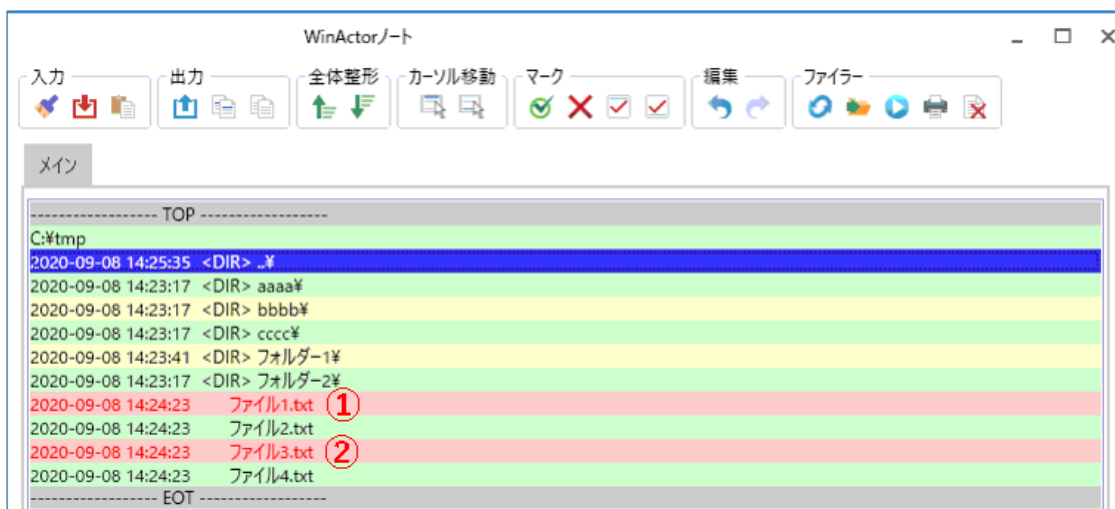 WinActorノート
入力 出力 全体整形 カーソル移動 マーク 編集 ファイラー
メイン
------------------ TOP ------------------
C:¥tmp
2020-09-08 14:25:35 <DIR> ..¥
2020-09-08 14:23:17 <DIR> aaaa¥
2020-09-08 14:23:17 <DIR> bbbb¥
2020-09-08 14:23:17 <DIR> cccc¥
2020-09-08 14:23:41 <DIR> フォルダー1¥
2020-09-08 14:23:17 <DIR> フォルダー2¥
2020-09-08 14:24:23 ファイル1.txt ①
2020-09-08 14:24:23 ファイル2.txt
2020-09-08 14:24:23 ファイル3.txt ②
2020-09-08 14:24:23 ファイル4.txt
------------------ EOT ------------------